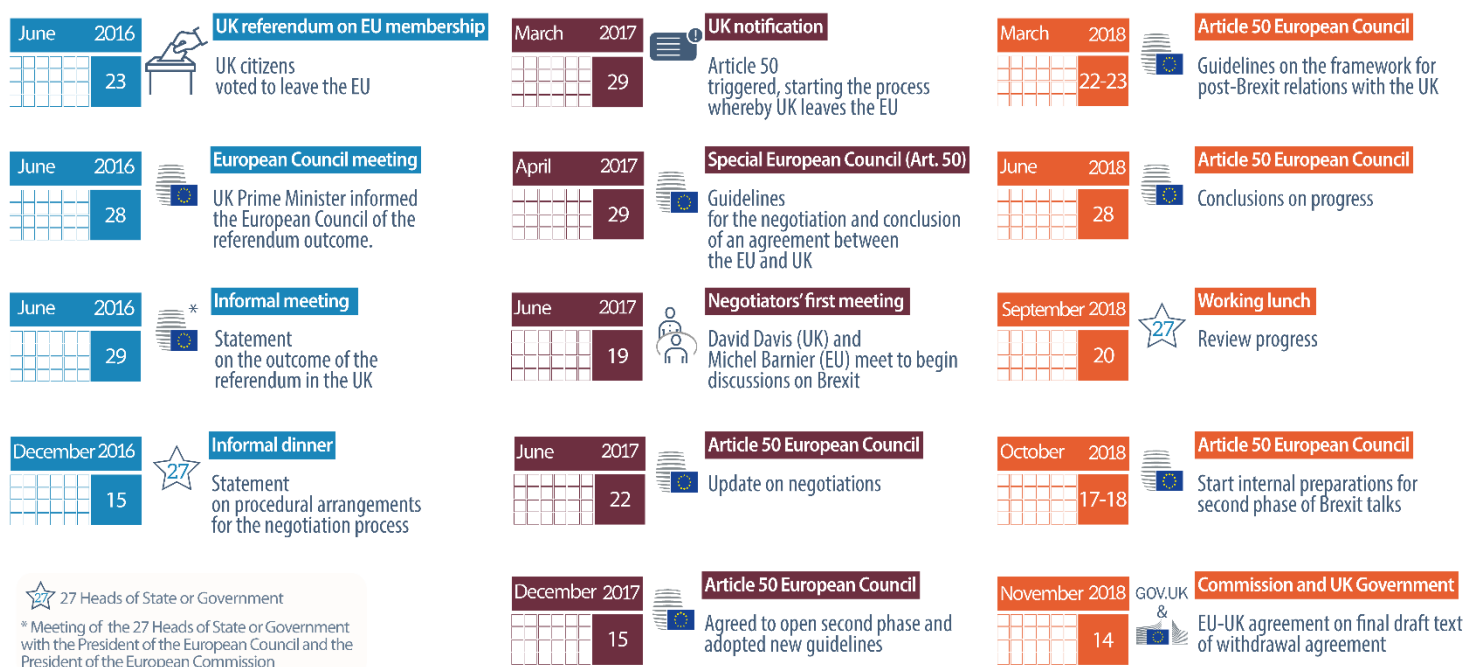 June 2016
23
UK referendum on EU membership
UK citizens
voted to leave the EU
June 2016
28
European Council meeting
UK Prime Minister informed
the European Council of the
referendum outcome.
June 2016
29
*
Informal meeting
Statement
on the outcome of the
referendum in the UK
December 2016
15
27
Informal dinner
Statement
on procedural arrangements
for the negotiation process
27 27 Heads of State or Government
* Meeting of the 27 Heads of State or Government
with the President of the European Council and the
President of the European Commission
March 2017
29
!
UK notification
Article 50
triggered, starting the process
whereby UK leaves the EU
April 2017
29
Special European Council (Art. 50)
Guidelines
for the negotiation and conclusion
of an agreement between
the EU and UK
June 2017
19
Negotiators' first meeting
David Davis (UK) and
Michel Barnier (EU) meet to begin
discussions on Brexit
June 2017
22
Article 50 European Council
Update on negotiations
December 2017
15
Article 50 European Council
Agreed to open second phase and
adopted new guidelines
March 2018
22-23
Article 50 European Council
Guidelines on the framework for
post-Brexit relations with the UK
June 2018
28
Article 50 European Council
Conclusions on progress
September 2018
20
27
Working lunch
Review progress
October 2018
17-18
Article 50 European Council
Start internal preparations for
second phase of Brexit talks
November 2018
14
GOV.UK
&
Commission and UK Government
EU-UK agreement on final draft text
of withdrawal agreement